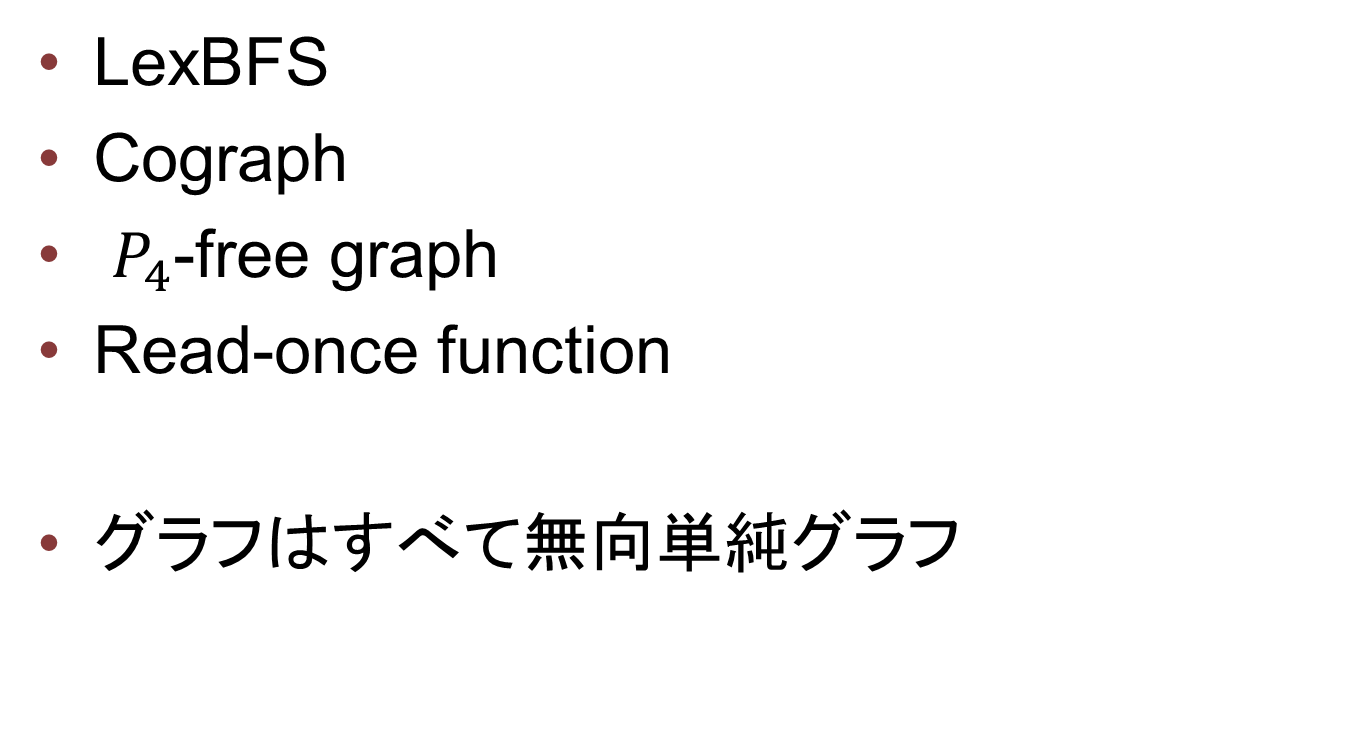 • LexBFS
• Cograph
• 𝑃₄-free graph
• Read-once function
• グラフはすべて無向単純グラフ